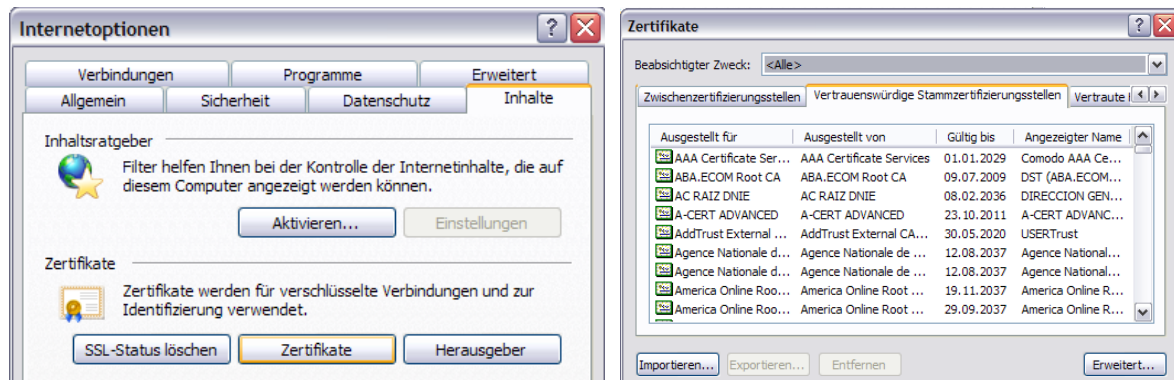 Internetoptionen
Verbindungen Programme Erweitert
Allgemein Sicherheit Datenschutz Inhalte
Inhaltsratgeber
Filter helfen Ihnen bei der Kontrolle der Internetinhalte, die auf
diesem Computer angezeigt werden können.
Aktivieren... Einstellungen
Zertifikate
Zertifikate werden für verschlüsselte Verbindungen und zur
Identifizierung verwendet.
SSL-Status löschen Zertifikate Herausgeber
Zertifikate
Beabsichtigter Zweck: <Alle>
Zwischenzertifizierungsstellen Vertrauenswürdige Stammzertifizierungsstellen Vertraute
Ausgestellt für Ausgestellt von Gültig bis Angezeigter Name
AAA Certificate Ser... AAA Certificate Services 01.01.2029 Comodo AAA Ce...
ABA.ECOM Root CA ABA.ECOM Root CA 09.07.2009 DST (ABA.ECOM...
AC RAIZ DNIE AC RAIZ DNIE 08.02.2036 DIRECCION GEN...
A-CERT ADVANCED A-CERT ADVANCED 23.10.2011 A-CERT ADVANC...
AddTrust External ... AddTrust External CA... 30.05.2020 USERTrust
Agence Nationale d... Agence Nationale de ... 12.08.2037 Agence National...
Agence Nationale d... Agence Nationale de ... 12.08.2037 Agence National...
America Online Roo... America Online Root ... 19.11.2037 America Online R...
America Online Roo... America Online Root ... 29.09.2037 America Online R...
Importieren... Exportieren... Entfernen Erweitert...